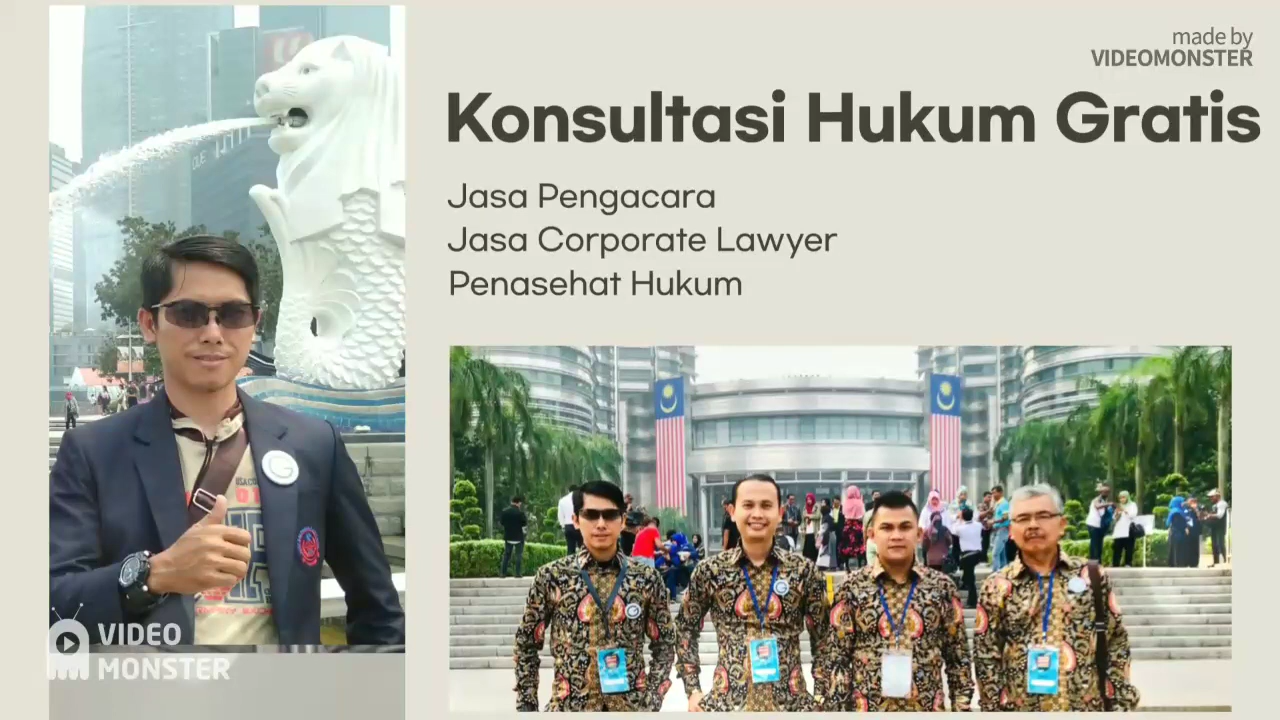 made by
VIDEOMONSTER
Konsultasi Hukum Gratis
Jasa Pengacara
Jasa Corporate Lawyer
Penasehat Hukum
VIDEO
MONSTER